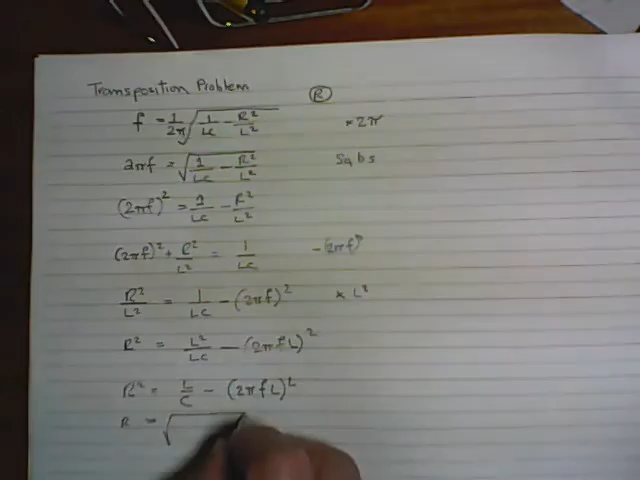 Transposition Problem
Ⓡ
f = 1/2π √(1/LC − R²/L²) × 2π
2πf = √(1/LC − R²/L²) Sq bs
(2πf)² = 1/LC − R²/L²
(2πf)² + R²/L² = 1/LC − (2πf)²
R²/L² = 1/LC − (2πf)² × L²
R² = L²/LC − (2πfL)²
R² = L/C − (2πfL)²
R = √